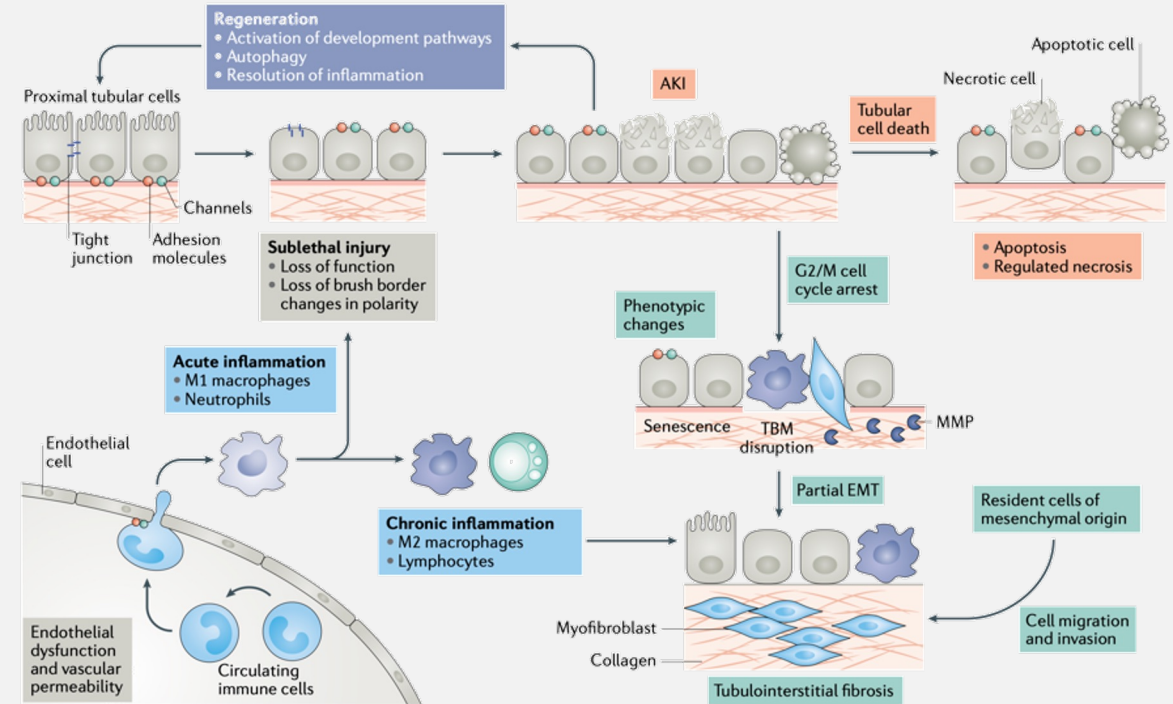 Regeneration
• Activation of development pathways
• Autophagy
• Resolution of inflammation
Apoptotic cell
Necrotic cell
AKI
Tubular
cell death
Proximal tubular cells
Channels
Tight
junction
Adhesion
molecules
Sublethal injury
• Loss of function
• Loss of brush border
changes in polarity
• Apoptosis
• Regulated necrosis
G2/M cell
cycle arrest
Phenotypic
changes
Acute inflammation
• M1 macrophages
• Neutrophils
Senescence
TBM
disruption
MMP
Endothelial
cell
Partial EMT
Resident cells of
mesenchymal origin
Chronic inflammation
• M2 macrophages
• Lymphocytes
Endothelial
dysfunction
and vascular
permeability
Circulating
immune cells
Myofibroblast
Collagen
Cell migration
and invasion
Tubulointerstitial fibrosis